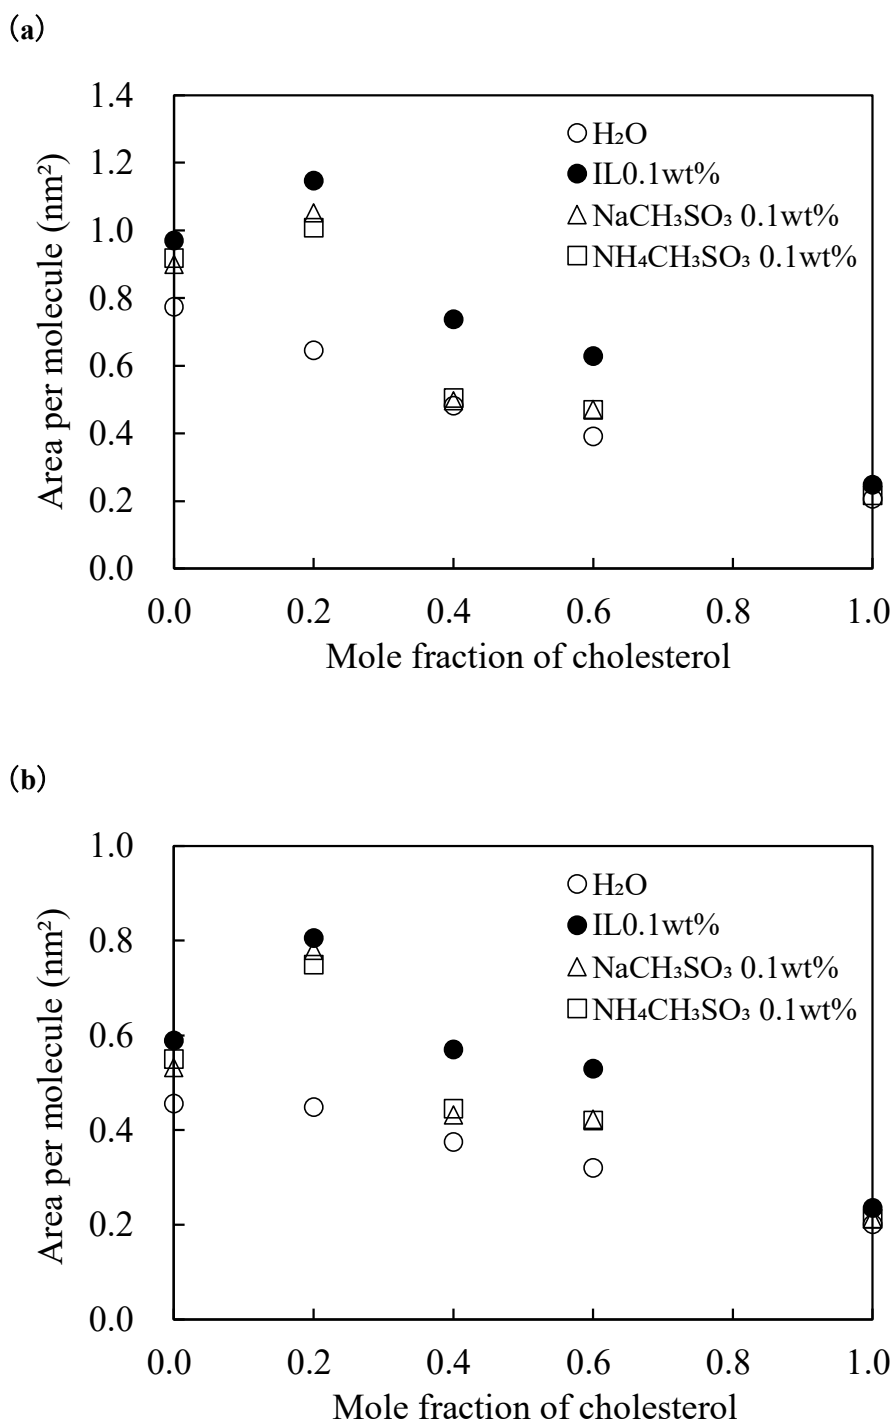 (a)
1.4
1.2
1.0
0.8
0.6
0.4
0.2
0.0
Area per molecule (nm²)
H₂O
IL0.1wt%
NaCH₃SO₃ 0.1wt%
NH₄CH₃SO₃ 0.1wt%
0.0 0.2 0.4 0.6 0.8 1.0
Mole fraction of cholesterol
(b)
1.0
0.8
0.6
0.4
0.2
0.0
Area per molecule (nm²)
H₂O
IL0.1wt%
NaCH₃SO₃ 0.1wt%
NH₄CH₃SO₃ 0.1wt%
0.0 0.2 0.4 0.6 0.8 1.0
Mole fraction of cholesterol